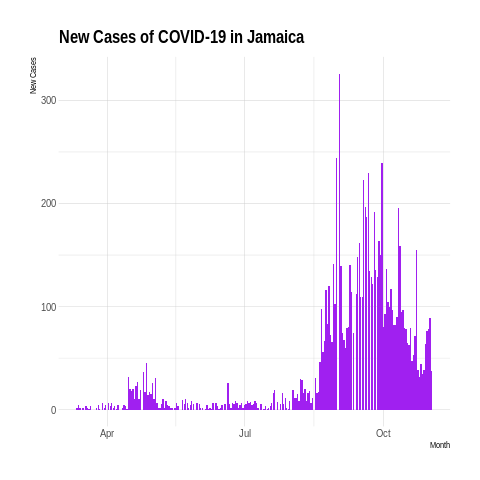 New Cases of COVID-19 in Jamaica
New Cases
300
200
100
0
Apr
Jul
Oct
Month